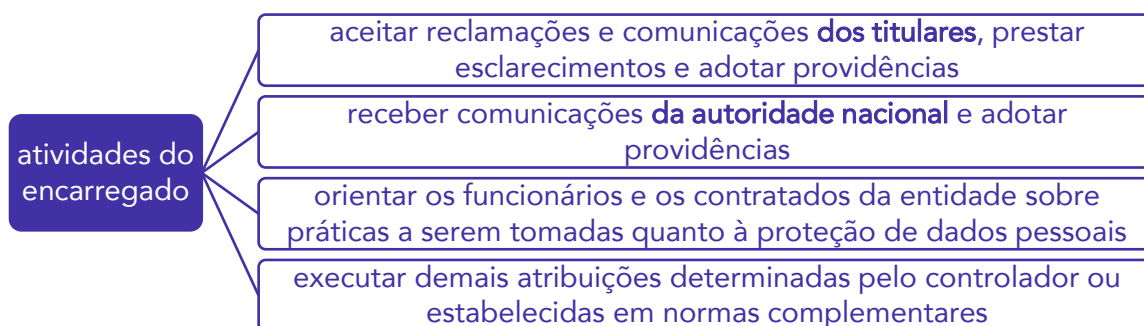 atividades do
encarregado
aceitar reclamações e comunicações dos titulares, prestar
esclarecimentos e adotar providências
receber comunicações da autoridade nacional e adotar
providências
orientar os funcionários e os contratados da entidade sobre
práticas a serem tomadas quanto à proteção de dados pessoais
executar demais atribuições determinadas pelo controlador ou
estabelecidas em normas complementares